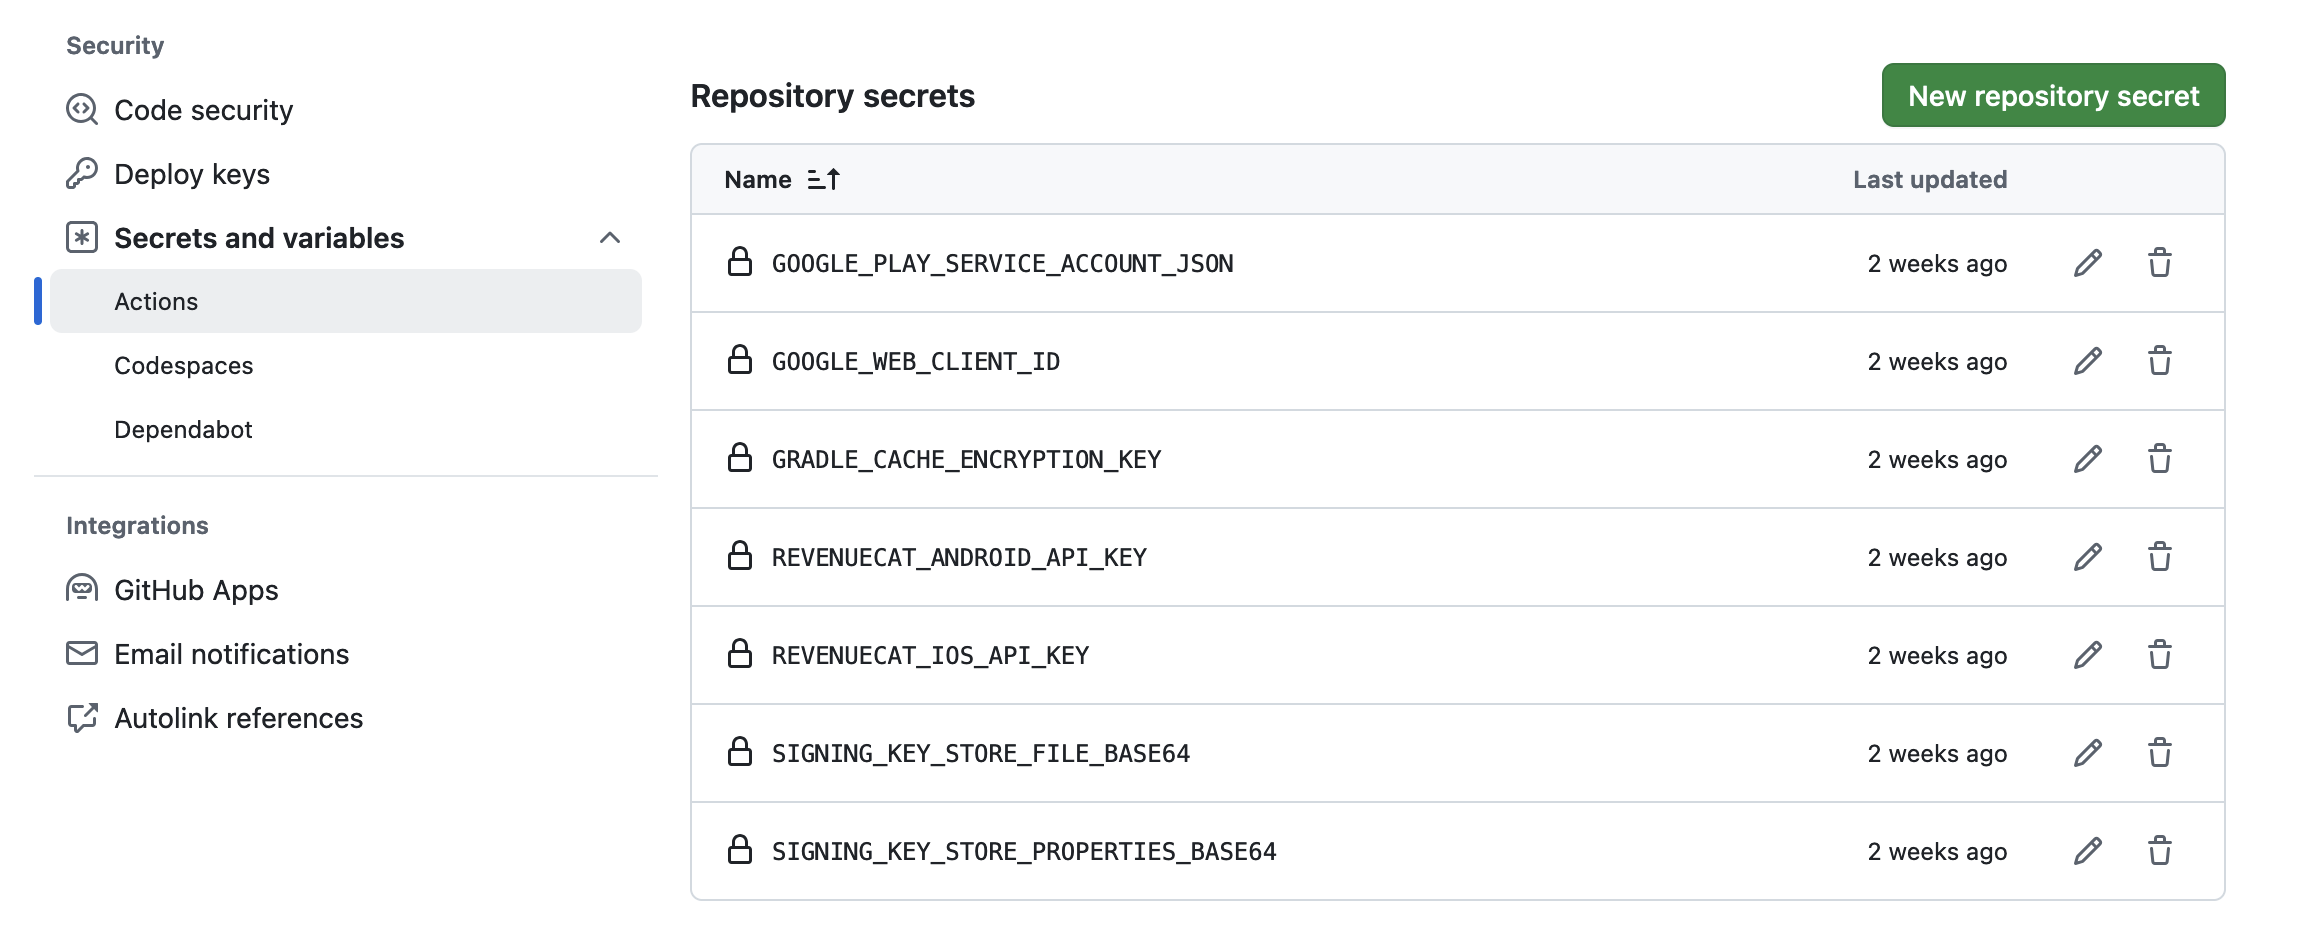 Security
Code security
Deploy keys
Secrets and variables
Actions
Codespaces
Dependabot
Integrations
GitHub Apps
Email notifications
Autolink references
Repository secrets
New repository secret
Name Last updated
GOOGLE_PLAY_SERVICE_ACCOUNT_JSON 2 weeks ago
GOOGLE_WEB_CLIENT_ID 2 weeks ago
GRADLE_CACHE_ENCRYPTION_KEY 2 weeks ago
REVENUECAT_ANDROID_API_KEY 2 weeks ago
REVENUECAT_IOS_API_KEY 2 weeks ago
SIGNING_KEY_STORE_FILE_BASE64 2 weeks ago
SIGNING_KEY_STORE_PROPERTIES_BASE64 2 weeks ago